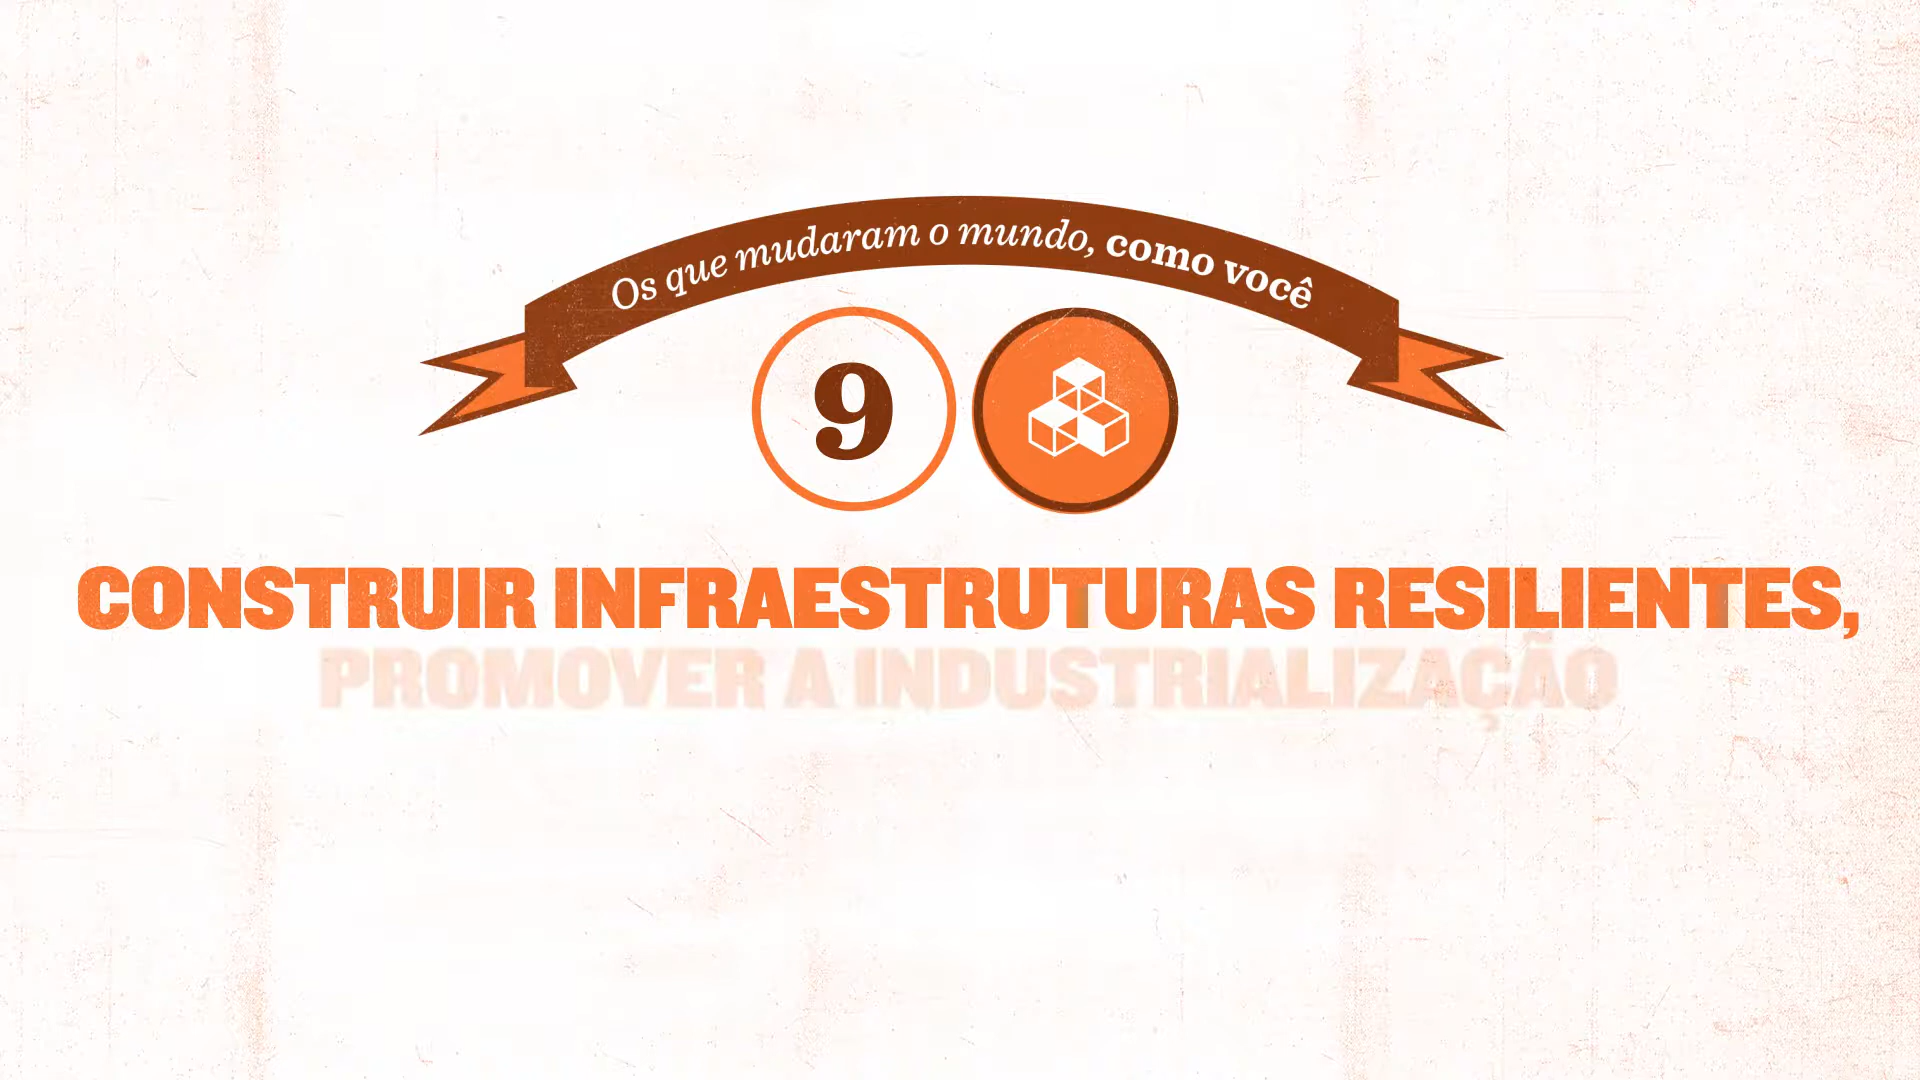 Os que mudaram o mundo, como você
9
CONSTRUIR INFRAESTRUTURAS RESILIENTES,
PROMOVER A INDUSTRIALIZAÇÃO